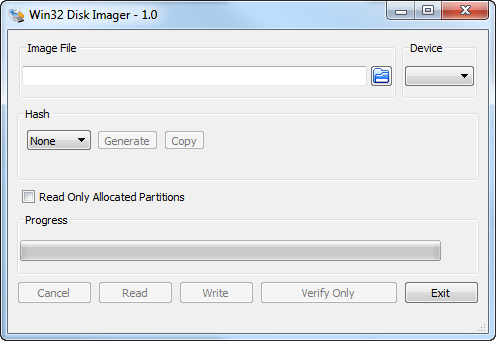 Win32 Disk Imager - 1.0
Image File
Device
Hash
None
Generate
Copy
Read Only Allocated Partitions
Progress
Cancel
Read
Write
Verify Only
Exit